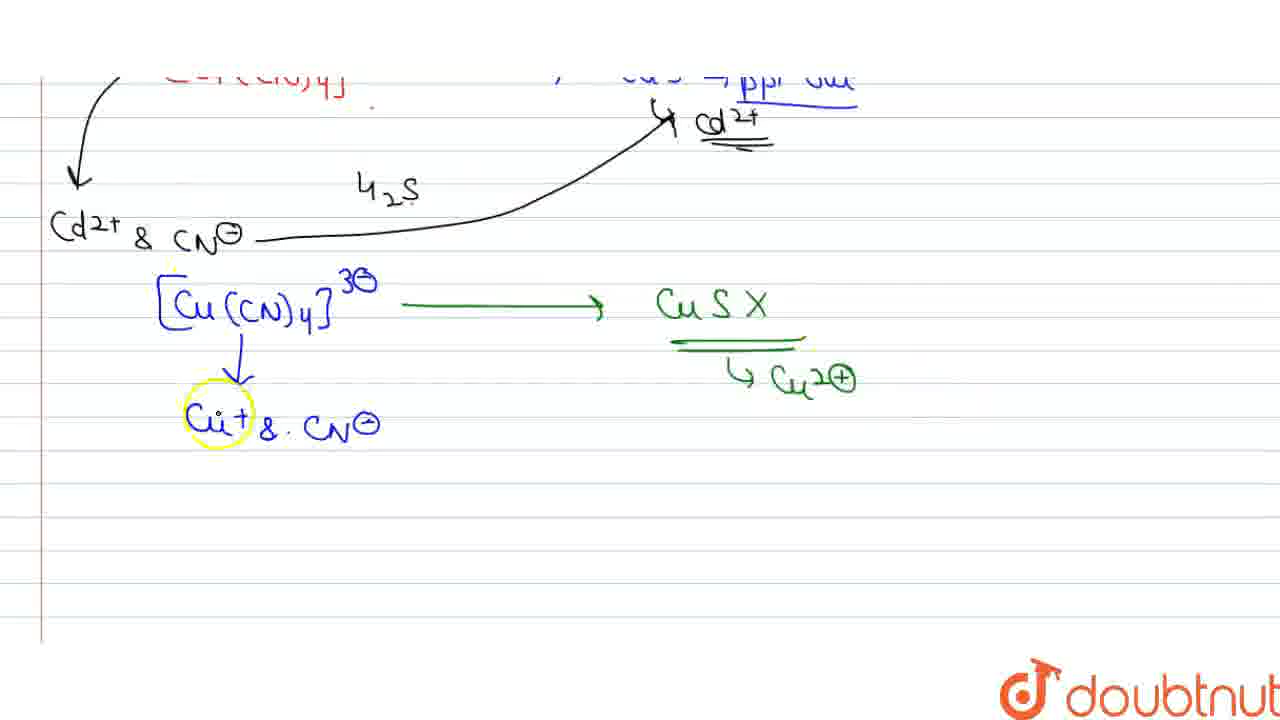 Cd²⁺
H₂S
Cd²⁺ & CN⊖
[Cu(CN)₄]³⊖ → CuS X
↳ Cu²⊕
Cu⁺ & CN⊖
doubtnut